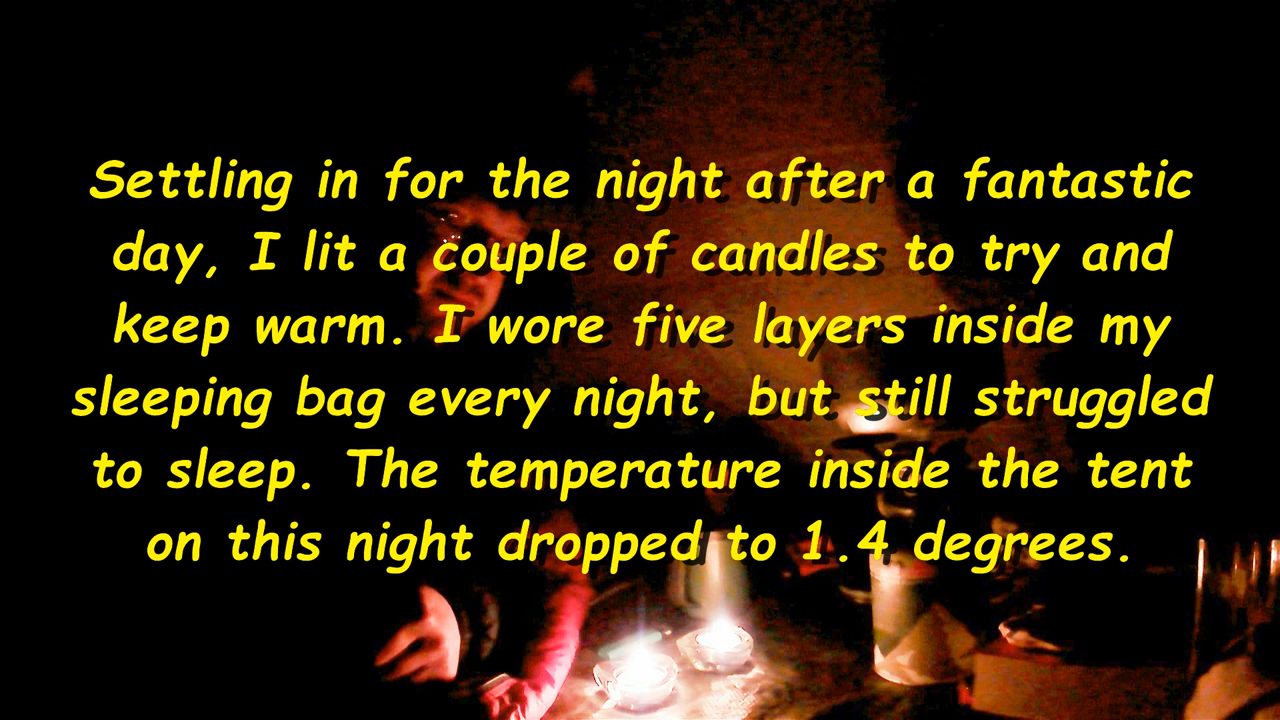 Settling in for the night after a fantastic
day, I lit a couple of candles to try and
keep warm. I wore five layers inside my
sleeping bag every night, but still struggled
to sleep. The temperature inside the tent
on this night dropped to 1.4 degrees.